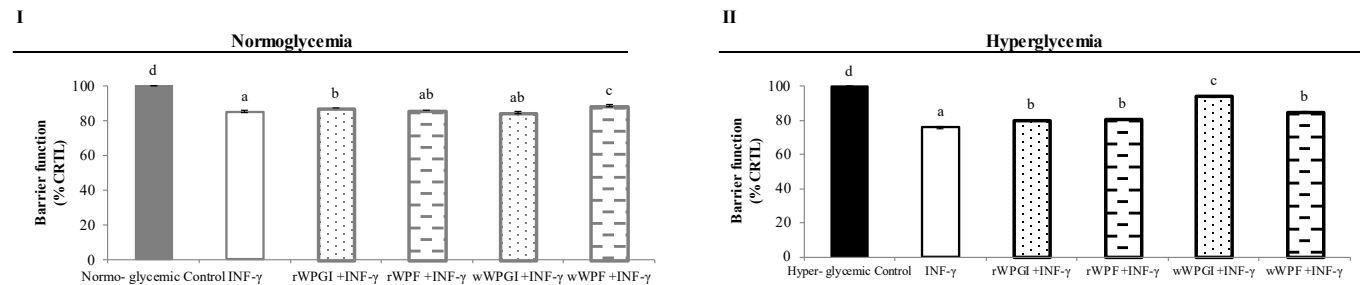 I
Normoglycemia
Barrier function
(% CRTL)
100
80
60
40
20
0
d
a
b
ab
ab
c
Normo- glycemic Control
INF-γ
rWPGI +INF-γ
rWPF +INF-γ
wWPGI +INF-γ
wWPF +INF-γ
II
Hyperglycemia
Barrier function
(% CRTL)
100
80
60
40
20
0
d
a
b
b
c
b
Hyper- glycemic Control
INF-γ
rWPGI +INF-γ
rWPF +INF-γ
wWPGI +INF-γ
wWPF +INF-γ